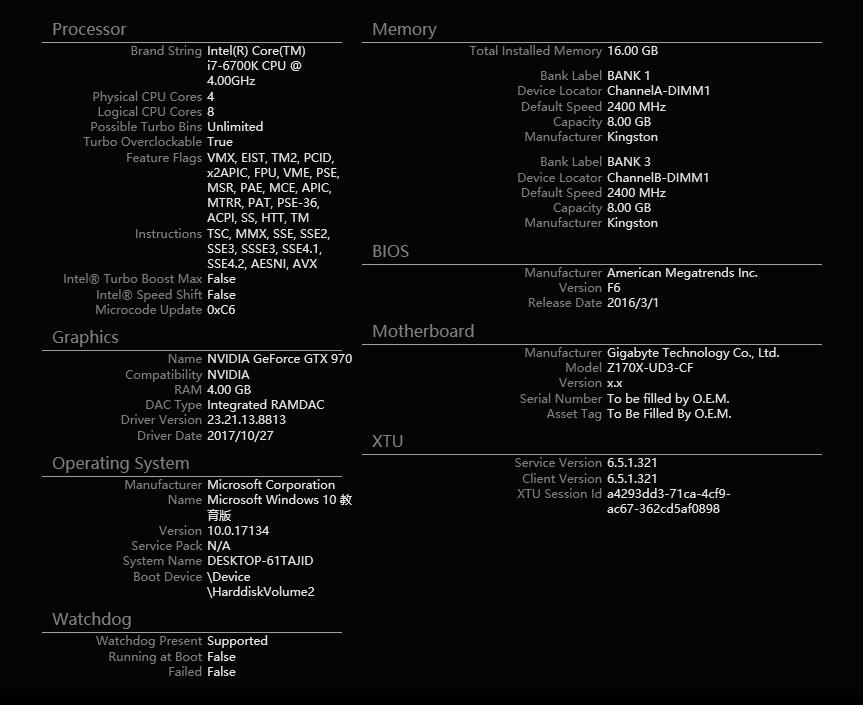 Processor
Brand String Intel(R) Core(TM)
i7-6700K CPU @
4.00GHz
Physical CPU Cores 4
Logical CPU Cores 8
Possible Turbo Bins Unlimited
Turbo Overclockable True
Feature Flags VMX, EIST, TM2, PCID,
x2APIC, FPU, VME, PSE,
MSR, PAE, MCE, APIC,
MTRR, PAT, PSE-36,
ACPI, SS, HTT, TM
Instructions TSC, MMX, SSE, SSE2,
SSE3, SSSE3, SSE4.1,
SSE4.2, AESNI, AVX
Intel® Turbo Boost Max False
Intel® Speed Shift False
Microcode Update 0xC6
Graphics
Name NVIDIA GeForce GTX 970
Compatibility NVIDIA
RAM 4.00 GB
DAC Type Integrated RAMDAC
Driver Version 23.21.13.8813
Driver Date 2017/10/27
Operating System
Manufacturer Microsoft Corporation
Name Microsoft Windows 10 教
育版
Version 10.0.17134
Service Pack N/A
System Name DESKTOP-61TAJID
Boot Device \Device
\HarddiskVolume2
Watchdog
Watchdog Present Supported
Running at Boot False
Failed False
Memory
Total Installed Memory 16.00 GB
Bank Label BANK 1
Device Locator ChannelA-DIMM1
Default Speed 2400 MHz
Capacity 8.00 GB
Manufacturer Kingston
Bank Label BANK 3
Device Locator ChannelB-DIMM1
Default Speed 2400 MHz
Capacity 8.00 GB
Manufacturer Kingston
BIOS
Manufacturer American Megatrends Inc.
Version F6
Release Date 2016/3/1
Motherboard
Manufacturer Gigabyte Technology Co., Ltd.
Model Z170X-UD3-CF
Version x.x
Serial Number To be filled by O.E.M.
Asset Tag To Be Filled By O.E.M.
XTU
Service Version 6.5.1.321
Client Version 6.5.1.321
XTU Session Id a4293dd3-71ca-4cf9-
ac67-362cd5af0898